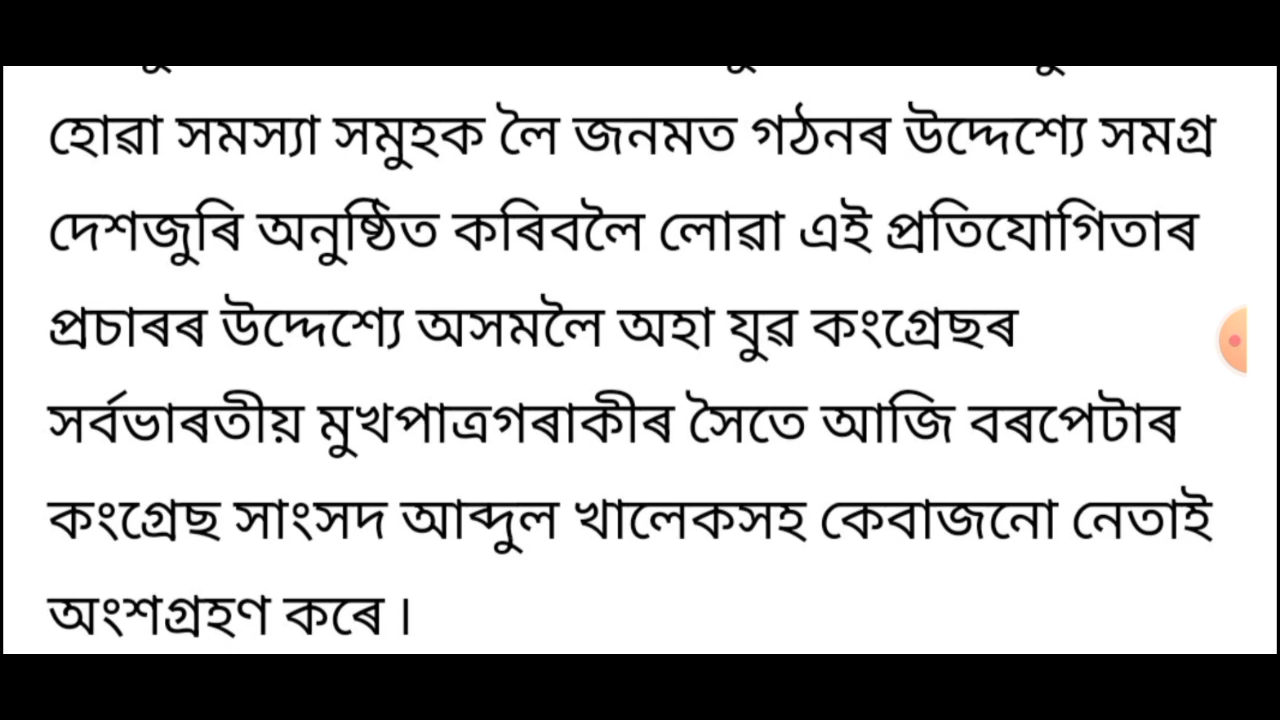 হোৱা সমস্যা সমুহক লৈ জনমত গঠনৰ উদ্দেশ্যে সমগ্ৰ
দেশজুৰি অনুষ্ঠিত কৰিবলৈ লোৱা এই প্ৰতিযোগিতাৰ
প্ৰচাৰৰ উদ্দেশ্যে অসমলৈ অহা যুৱ কংগ্ৰেছৰ
সৰ্বভাৰতীয় মুখপাত্ৰগৰাকীৰ সৈতে আজি বৰপেটাৰ
কংগ্ৰেছ সাংসদ আব্দুল খালেকসহ কেবাজনো নেতাই
অংশগ্ৰহণ কৰে ।